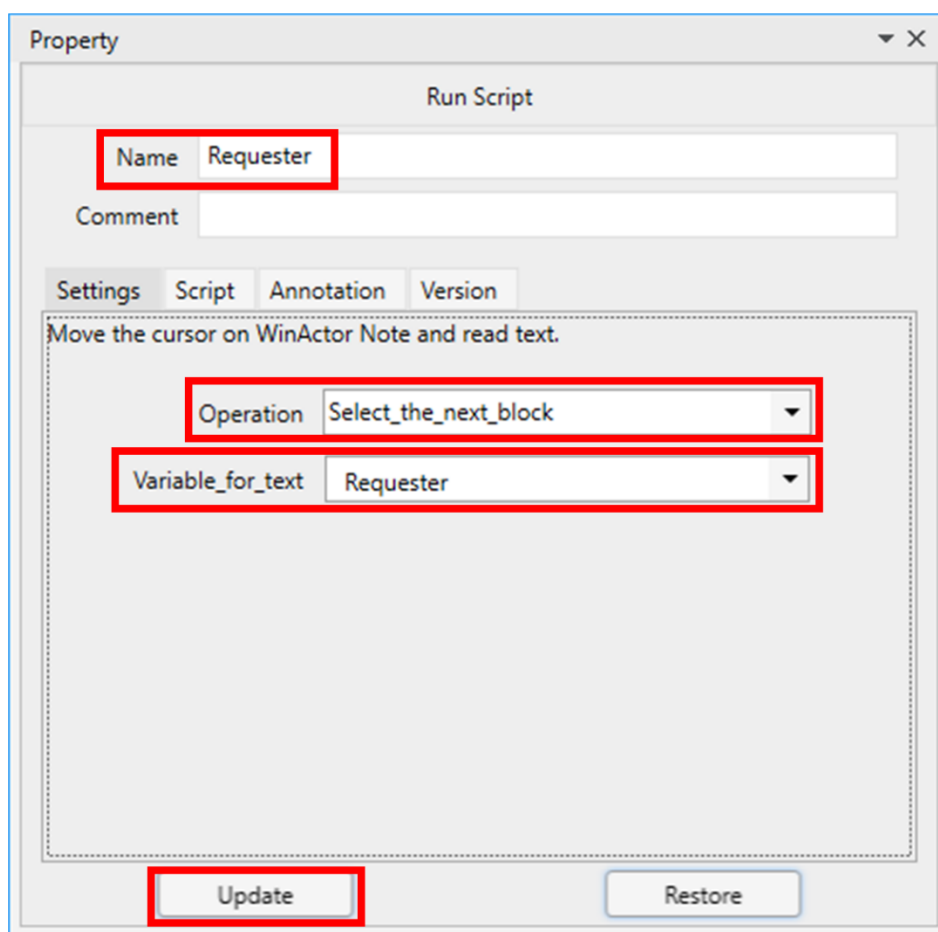 Property
Run Script
Name Requester
Comment
Settings Script Annotation Version
Move the cursor on WinActor Note and read text.
Operation Select_the_next_block
Variable_for_text Requester
Update Restore